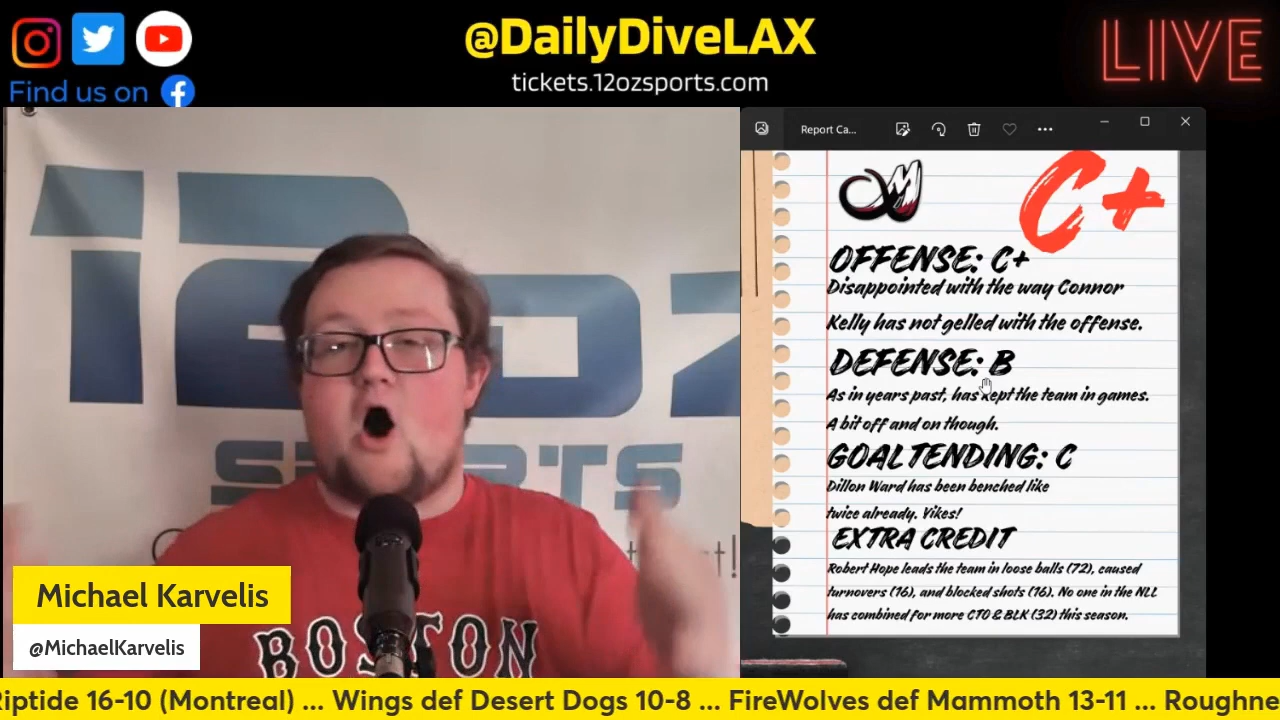 @DailyDiveLAX
tickets.12ozsports.com
LIVE
Find us on
Report Ca...
C+
OFFENSE: C+
Disappointed with the way Connor
Kelly has not gelled with the offense.
DEFENSE: B
As in years past, has kept the team in games.
A bit off and on though.
GOALTENDING: C
Dillon Ward has been benched like
twice already. Yikes!
EXTRA CREDIT
Robert Hope leads the team in loose balls (72), caused
turnovers (16), and blocked shots (16). No one in the NLL
has combined for more CTO & BLK (32) this season.
12oz
SPORTS
BOSTON
Michael Karvelis
@MichaelKarvelis
Riptide 16-10 (Montreal) ... Wings def Desert Dogs 10-8 ... FireWolves def Mammoth 13-11 ... Roughne